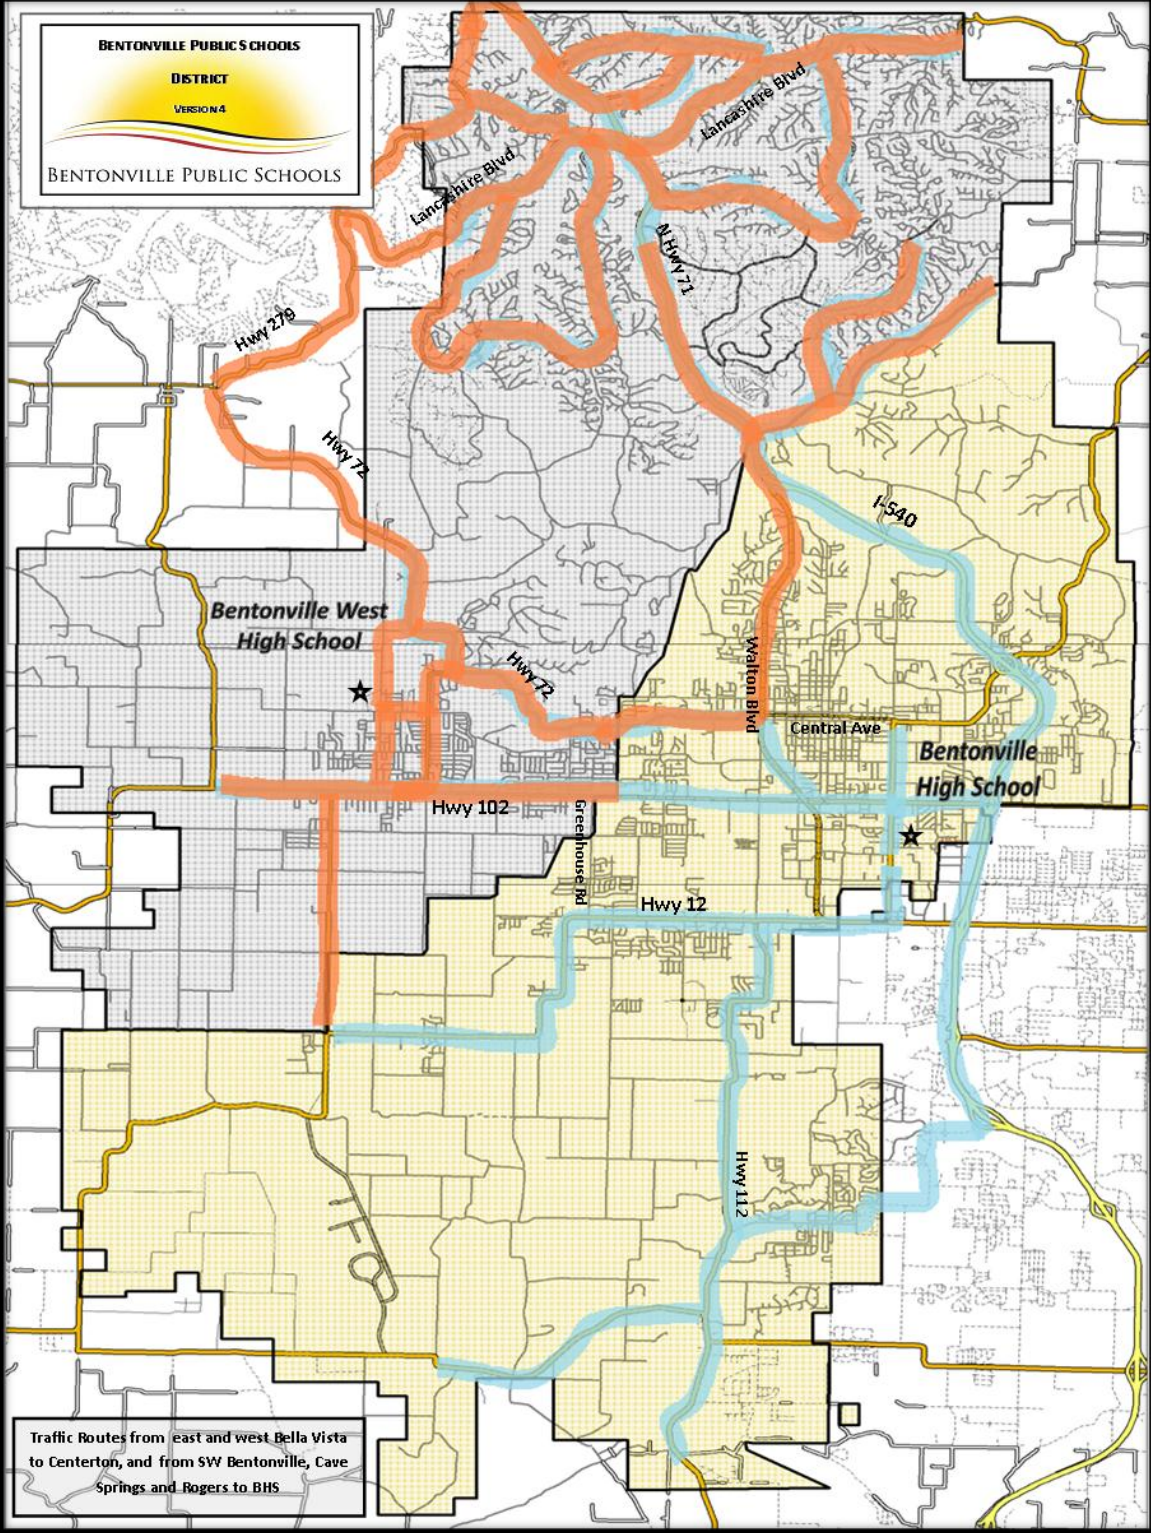 BENTONVILLE PUBLIC SCHOOLS
DISTRICT
VERSION 4
BENTONVILLE PUBLIC SCHOOLS
Lancashire Blvd
Lancashire Blvd
N Hwy 71
Hwy 279
Hwy 72
I-540
Bentonville West
High School
Hwy 72
Walton Blvd
Central Ave
Bentonville
High School
Hwy 102
Greenhouse Rd
Hwy 12
Hwy 112
Traffic Routes from east and west Bella Vista
to Centerton, and from SW Bentonville, Cave
Springs and Rogers to BHS